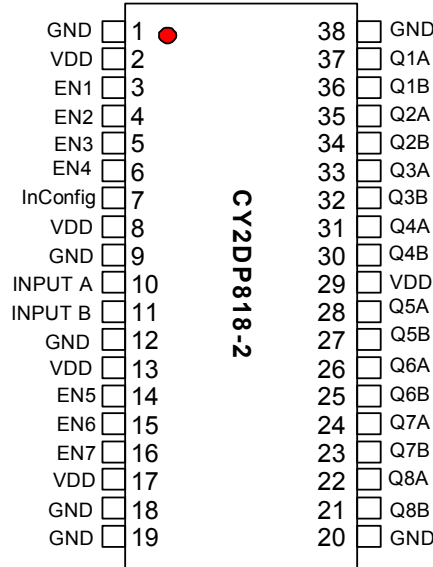 GND 1 38 GND
VDD 2 37 Q1A
EN1 3 36 Q1B
EN2 4 35 Q2A
EN3 5 34 Q2B
EN4 6 33 Q3A
InConfig 7 32 Q3B
VDD 8 31 Q4A
GND 9 30 Q4B
INPUT A 10 29 VDD
INPUT B 11 28 Q5A
GND 12 27 Q5B
VDD 13 26 Q6A
EN5 14 25 Q6B
EN6 15 24 Q7A
EN7 16 23 Q7B
VDD 17 22 Q8A
GND 18 21 Q8B
GND 19 20 GND
CY2DP818-2